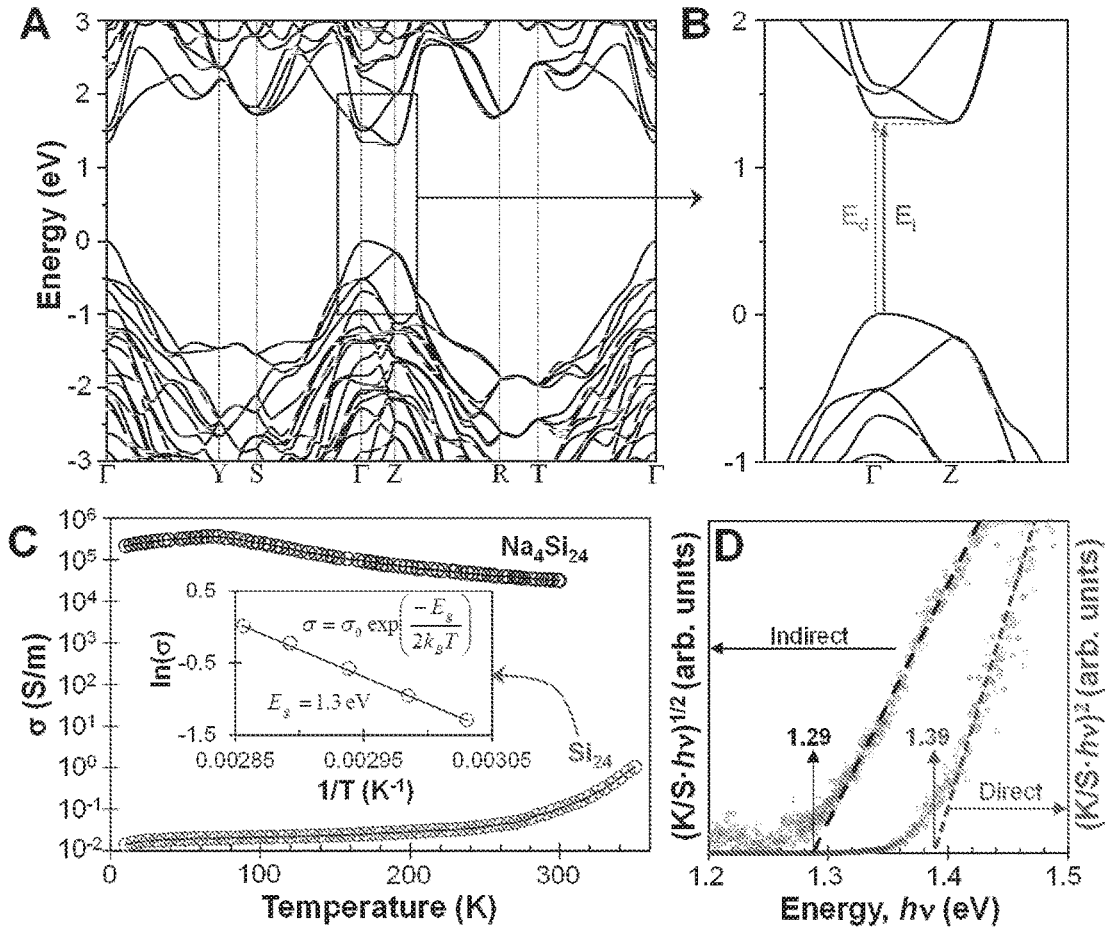 A
Energy (eV)
3
2
1
0
-1
-2
-3
Γ Y S Γ Z R T Γ
B
2
1
0
-1
E_d E_i
Γ Z
C
σ (S/m)
10^6
10^5
10^4
10^3
10^2
10^1
10^0
10^-1
10^-2
0 100 200 300
Temperature (K)
Na4Si24
ln(σ)
0.5
-0.5
-1.5
σ = σ0 exp(-E_g / 2k_B T)
E_g = 1.3 eV
0.00285 0.00295 0.00305
1/T (K^-1)
Si24
D
(K/S·hν)^1/2 (arb. units)
Indirect
1.29
1.39
Direct
(K/S·hν)^2 (arb. units)
1.2 1.3 1.4 1.5
Energy, hν (eV)